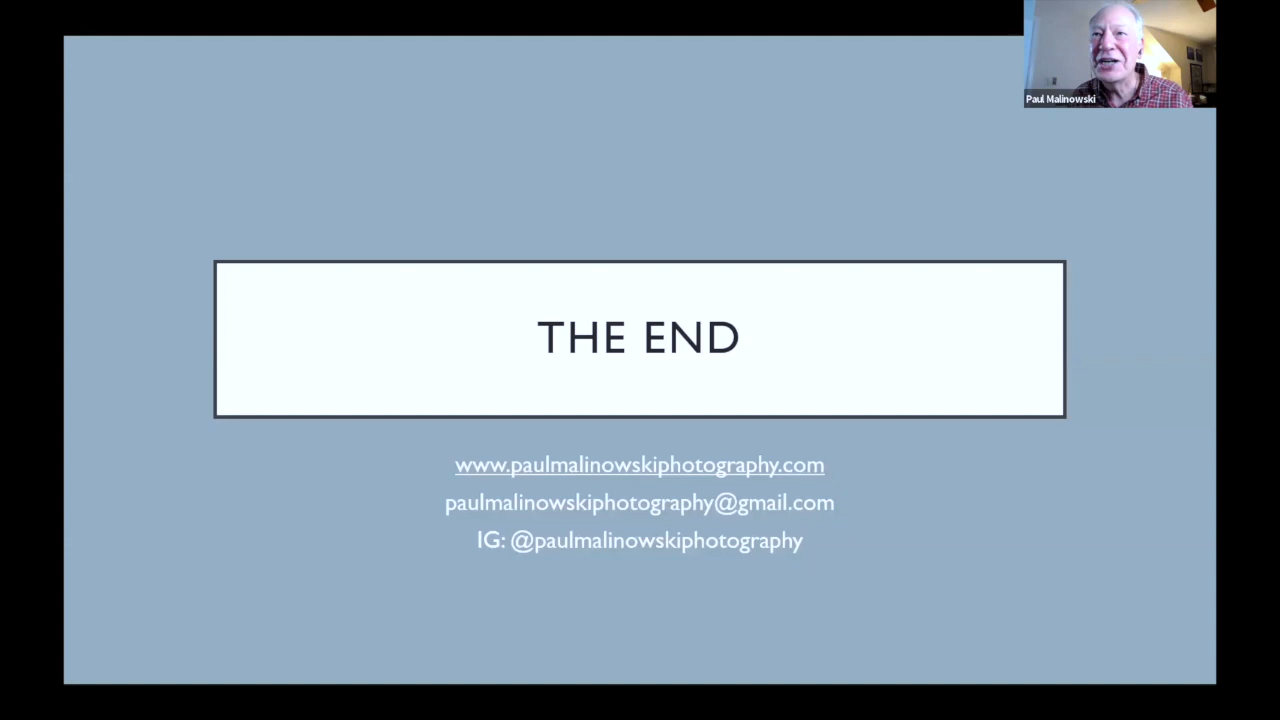 Paul Malinowski
THE END
www.paulmalinowskiphotography.com
paulmalinowskiphotography@gmail.com
IG: @paulmalinowskiphotography